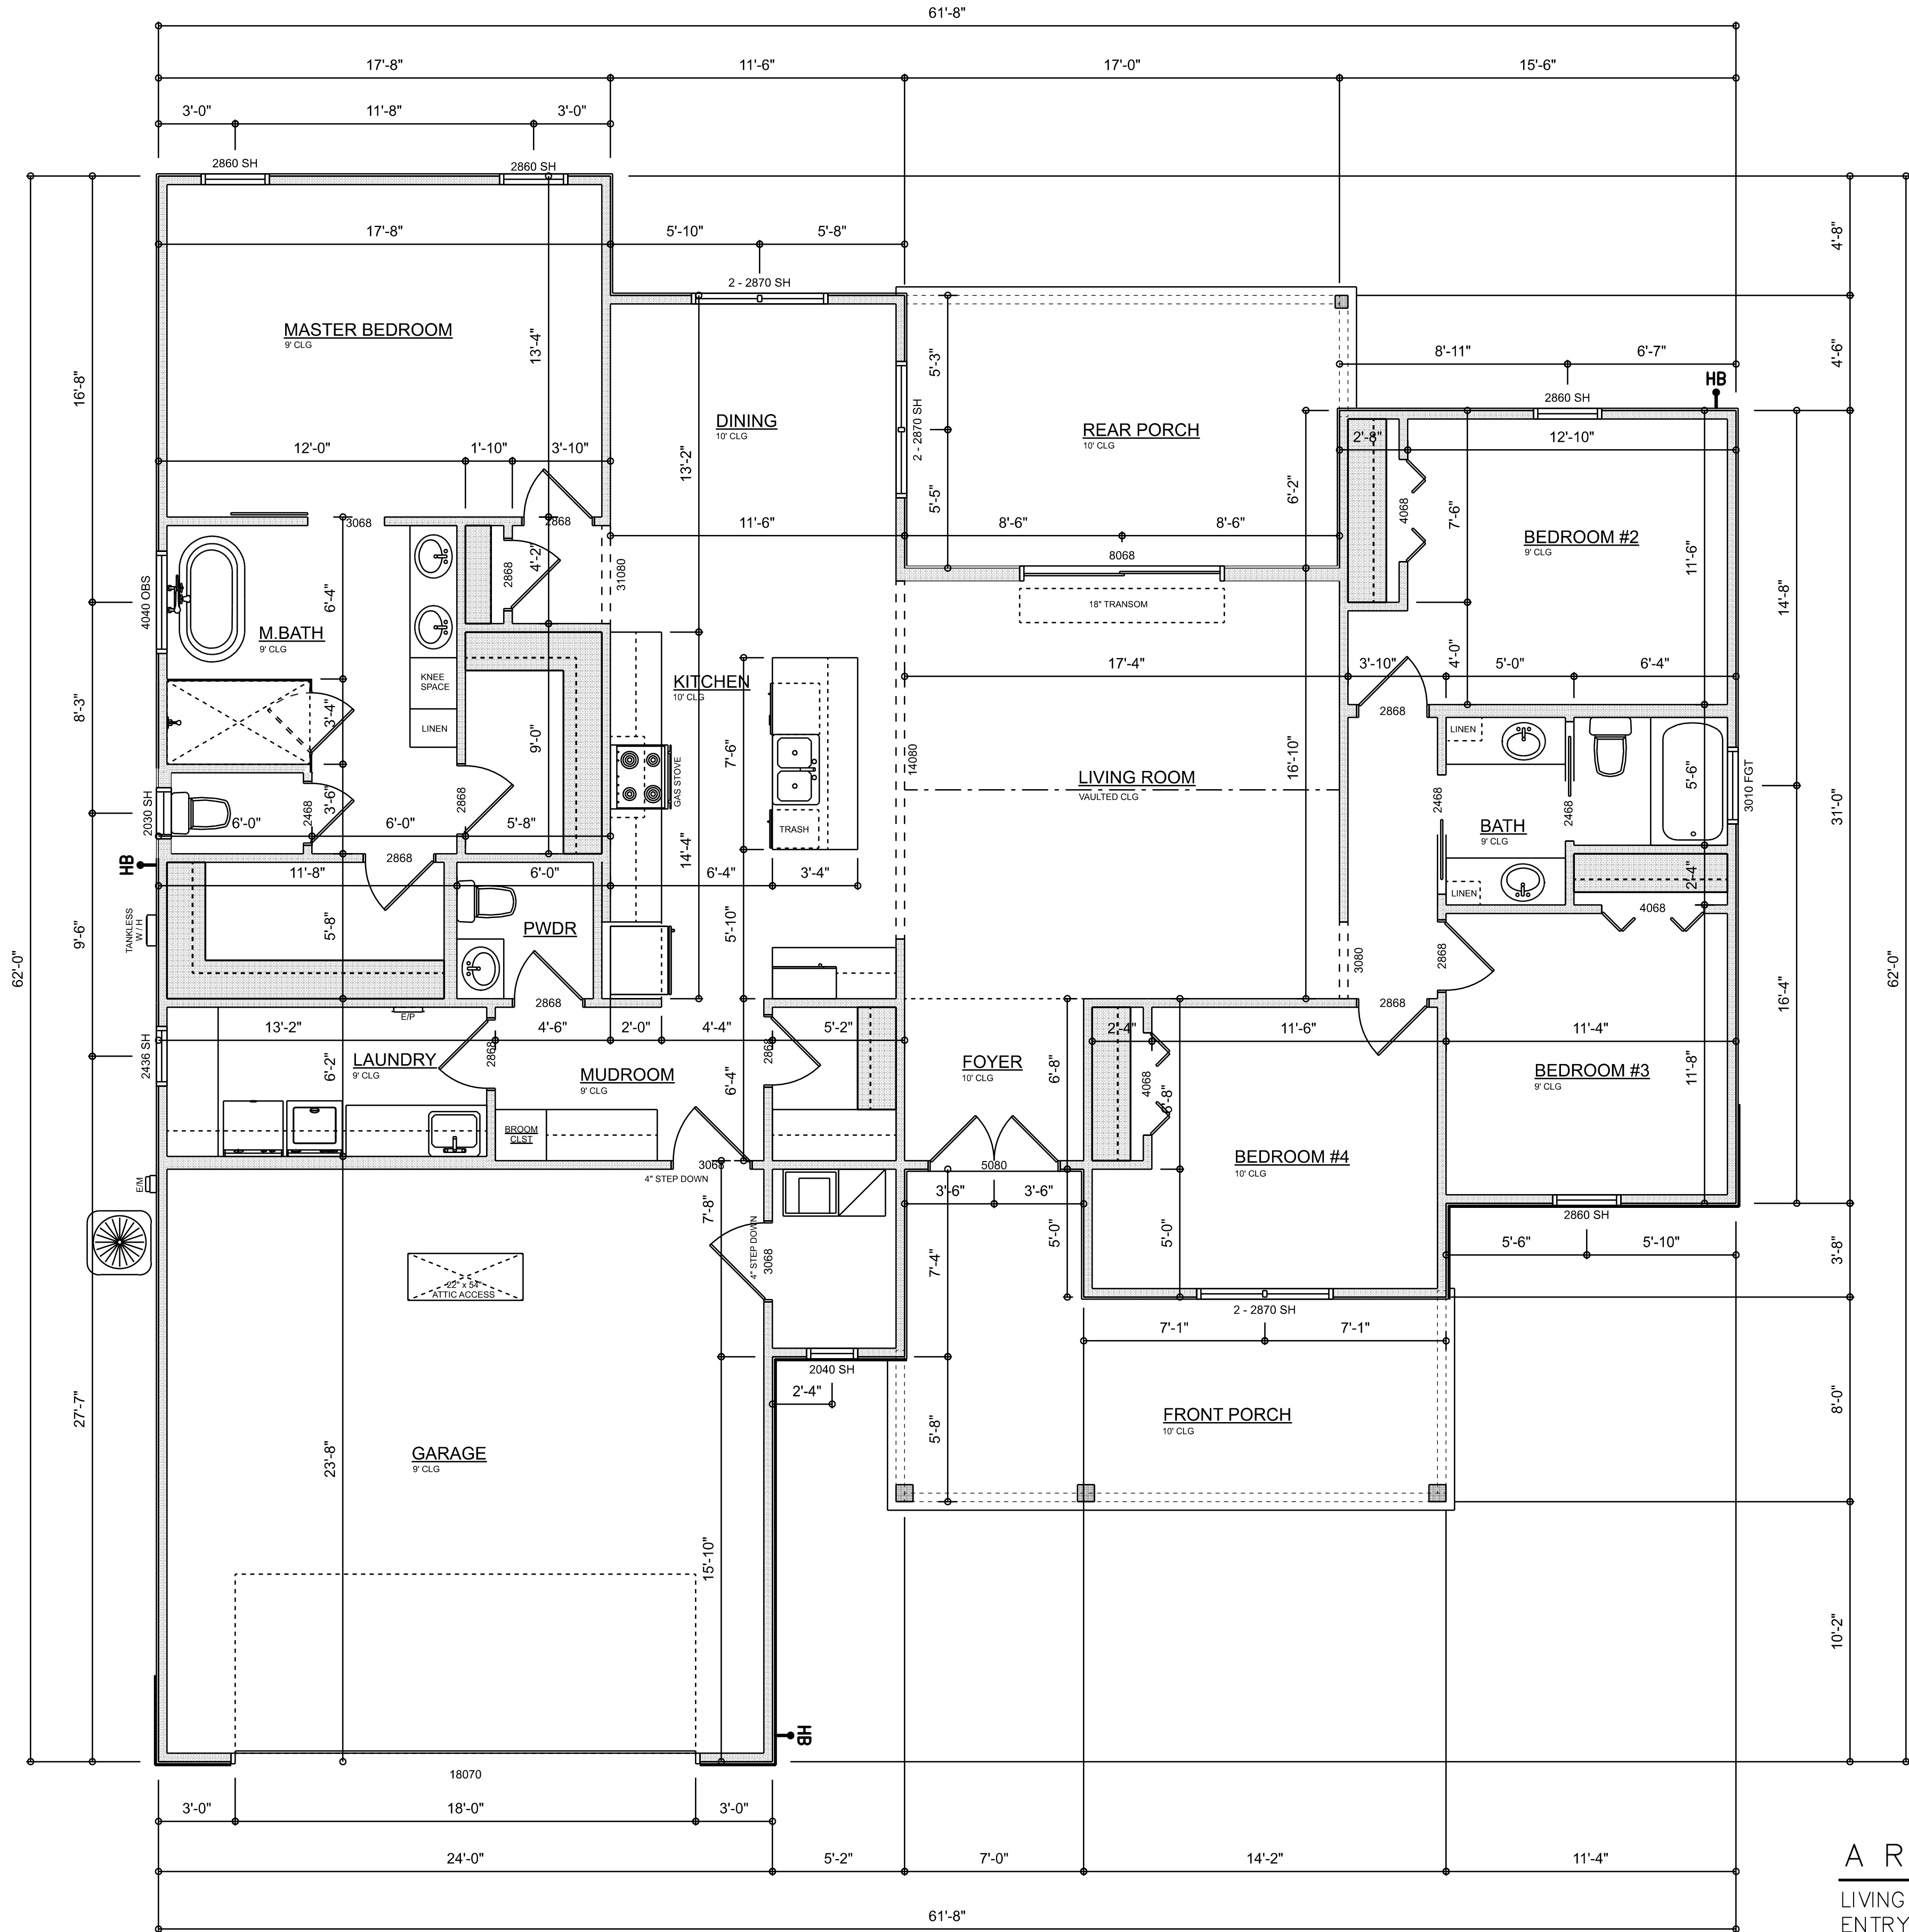 61'-8"
17'-8" 11'-6" 17'-0" 15'-6"
3'-0" 11'-8" 3'-0"
2860 SH 2860 SH
17'-8" 5'-10" 5'-8" 4'-8"
2 - 2870 SH
MASTER BEDROOM
9' CLG
13'-4"
5'-3"
8'-11" 6'-7"
4'-6"
HB
16'-8"
2860 SH
DINING
10' CLG
2 - 2870 SH
REAR PORCH
10' CLG
2'-8" 12'-10"
12'-0" 1'-10" 3'-10"
13'-2"
5'-5"
6'-2"
4068
7'-6"
3068 2868
11'-6" 8'-6" 8'-6"
BEDROOM #2
9' CLG
11'-6"
4'-2"
2868
31080
8068
4040 OBS
6'-4"
18" TRANSOM
14'-8"
M.BATH
9' CLG
KNEE
SPACE
KITCHEN
10' CLG
17'-4" 3'-10" 4'-0" 5'-0" 6'-4"
8'-3"
3'-4"
LINEN
9'-0"
7'-6"
14080
16'-10"
2868
LINEN
GAS STOVE
LIVING ROOM
VAULTED CLG
5'-6"
3010 FGT
2030 SH
3'-6"
2468
2868
TRASH
2468
2468
BATH
9' CLG
31'-0"
6'-0" 6'-0" 5'-8"
14'-4"
HB
2868
11'-8" 6'-0" 6'-4" 3'-4"
2'-4"
LINEN
4068
TANKLESS
W / H
9'-6"
5'-8"
PWDR
5'-10"
62'-0"
3080
2868
62'-0"
16'-4"
2868
2868
E/P
13'-2" 4'-6" 2'-0" 4'-4" 5'-2"
2'-4" 11'-6" 11'-4"
2436 SH
6'-2"
LAUNDRY
9' CLG
2868
MUDROOM
9' CLG
2868
6'-4"
FOYER
10' CLG
6'-8"
4068
BEDROOM #3
9' CLG
11'-8"
BROOM
CLST
BEDROOM #4
10' CLG
3068
4" STEP DOWN
5080
E/M
3'-6" 3'-6"
7'-8"
4" STEP DOWN
3068
7'-4"
5'-0"
5'-0"
2860 SH
5'-6" 5'-10"
3'-8"
22" x 54"
ATTIC ACCESS
2 - 2870 SH
7'-1" 7'-1"
2040 SH
2'-4"
27'-7"
5'-8"
FRONT PORCH
10' CLG
8'-0"
GARAGE
9' CLG
23'-8"
15'-10"
10'-2"
HB
18070
3'-0" 18'-0" 3'-0"
24'-0" 5'-2" 7'-0" 14'-2" 11'-4"
A R
LIVING
61'-8"
ENTRY